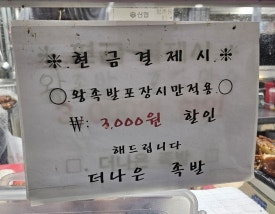 ※현금결제시※
○왕족발포장시만적용○
₩: 3,000원 할인
해드립니다
더나은 족발